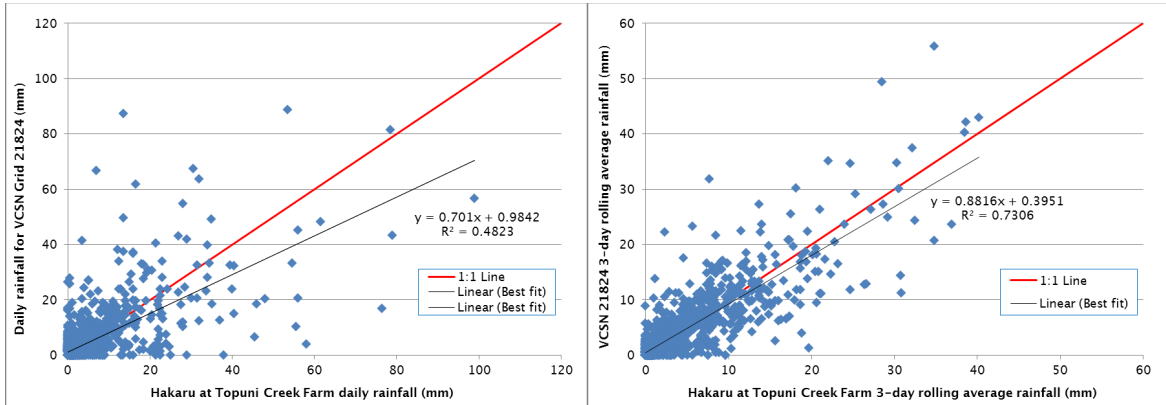 Daily rainfall for VCSN Grid 21824 (mm)
120
100
80
60
40
20
0
0 20 40 60 80 100 120
Hakaru at Topuni Creek Farm daily rainfall (mm)
y = 0.701x + 0.9842
R² = 0.4823
1:1 Line
Linear (Best fit)
Linear (Best fit)
VCSN 21824 3-day rolling average rainfall (mm)
60
50
40
30
20
10
0
0 10 20 30 40 50 60
Hakaru at Topuni Creek Farm 3-day rolling average rainfall (mm)
y = 0.8816x + 0.3951
R² = 0.7306
1:1 Line
Linear (Best fit)